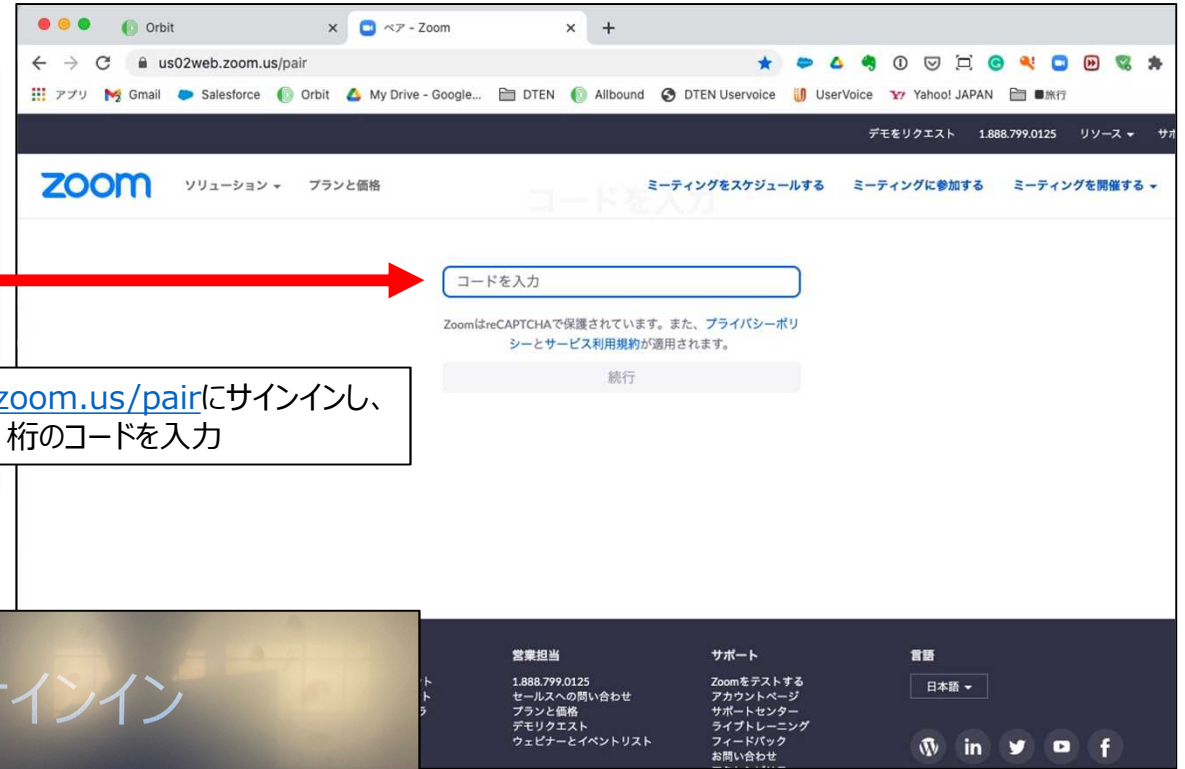 Orbit
ペア - Zoom
us02web.zoom.us/pair
アプリ Gmail Salesforce Orbit My Drive - Google... DTEN Allbound DTEN Uservoice UserVoice Yahoo! JAPAN ■旅行
デモをリクエスト 1.888.799.0125 リソース サポ
zoom ソリューション プランと価格 ミーティングをスケジュールする ミーティングに参加する ミーティングを開催する
コードを入力
コードを入力
ZoomはreCAPTCHAで保護されています。また、プライバシーポリ
シーとサービス利用規約が適用されます。
続行
zoom.us/pairにサインインし、
桁のコードを入力
インイン
営業担当 サポート 言語
ト 1.888.799.0125 Zoomをテストする 日本語
ト セールスへの問い合わせ アカウントページ
ラ プランと価格 サポートセンター
デモリクエスト ライブトレーニング
ウェビナーとイベントリスト フィードバック
お問い合わせ